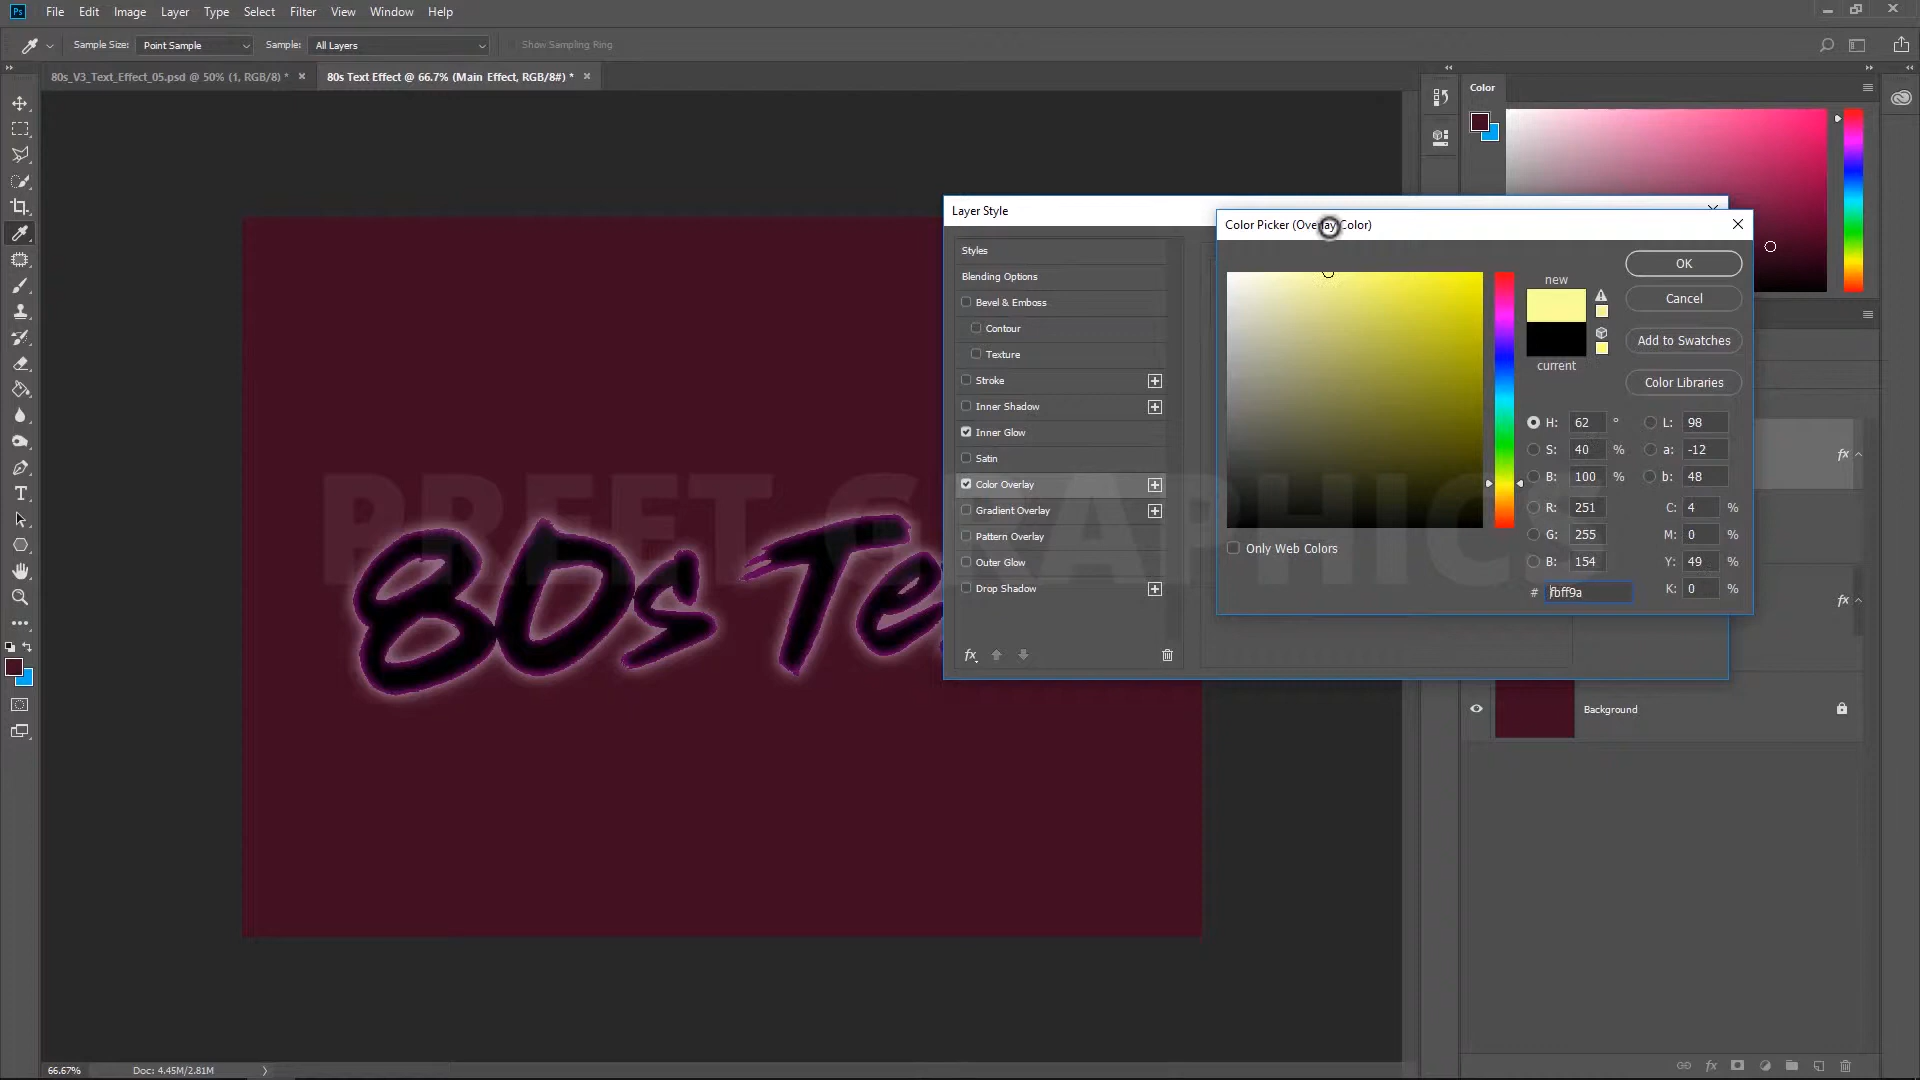 Ps File Edit Image Layer Type Select Filter View Window Help
Sample Size: Point Sample Sample: All Layers Show Sampling Ring
80s_V3_Text_Effect_05.psd @ 50% (1, RGB/8) * × 80s Text Effect @ 66.7% (Main Effect, RGB/8#) * ×
Color
Layer Style
Color Picker (Overlay Color)
Styles
Blending Options
Bevel & Emboss
Contour
Texture
Stroke
Inner Shadow
Inner Glow
Satin
Color Overlay
Gradient Overlay
Pattern Overlay
Outer Glow
Drop Shadow
fx
new
current
OK
Cancel
Add to Swatches
Color Libraries
H: 62 ° L: 98
S: 40 % a: -12
B: 100 % b: 48
R: 251 C: 4 %
G: 255 M: 0 %
B: 154 Y: 49 %
# fbff9a K: 0 %
Only Web Colors
PREET GRAPHICS
80s Te
fx
fx
Background
66.67% Doc: 4.45M/2.81M
fx